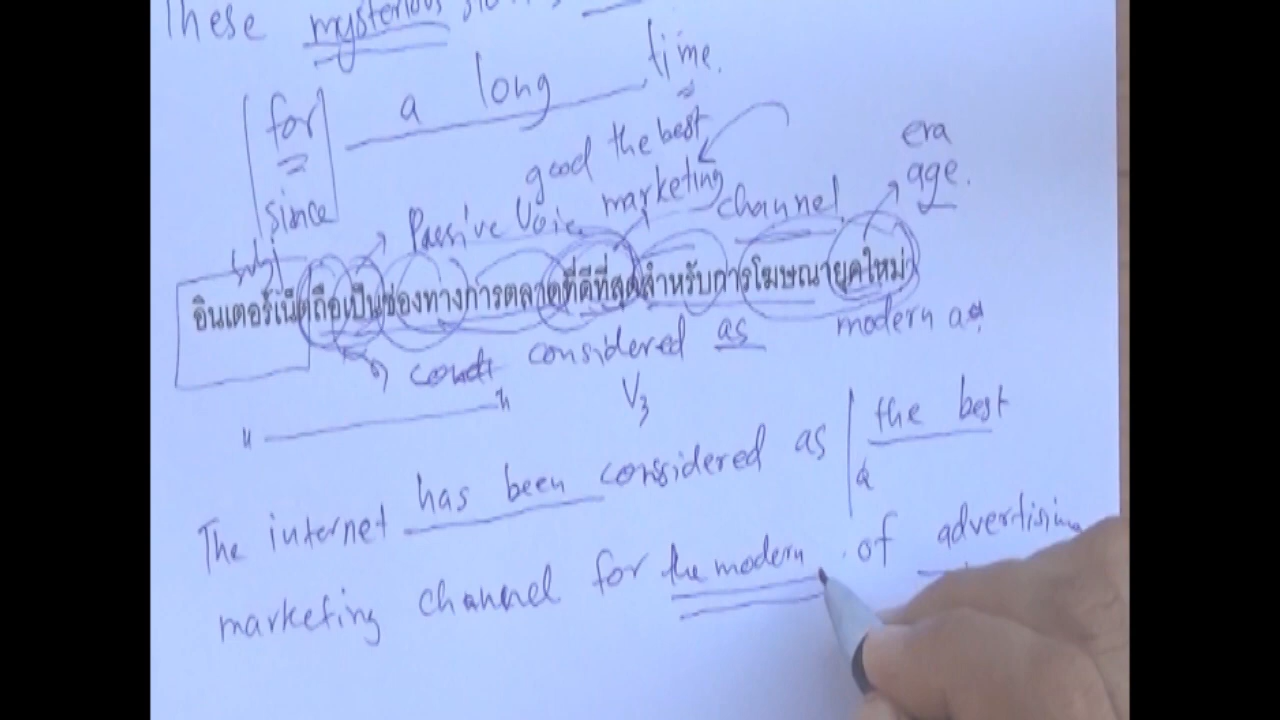 These mysterious
for a long time.
since
good the best
era
age.
Passive Voice marketing channel
subj
อินเตอร์เน็ตถือเป็นช่องทางการตลาดที่ดีที่สุดสำหรับการโฆษณายุคใหม่
considered as modern
V3
The internet has been considered as the best
a
marketing channel for the modern of advertising